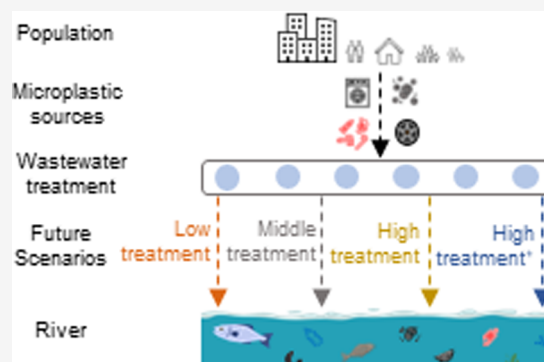 Population
Microplastic
sources
Wastewater
treatment
Future
Scenarios
Low
treatment
Middle
treatment
High
treatment
High
treatment+
River